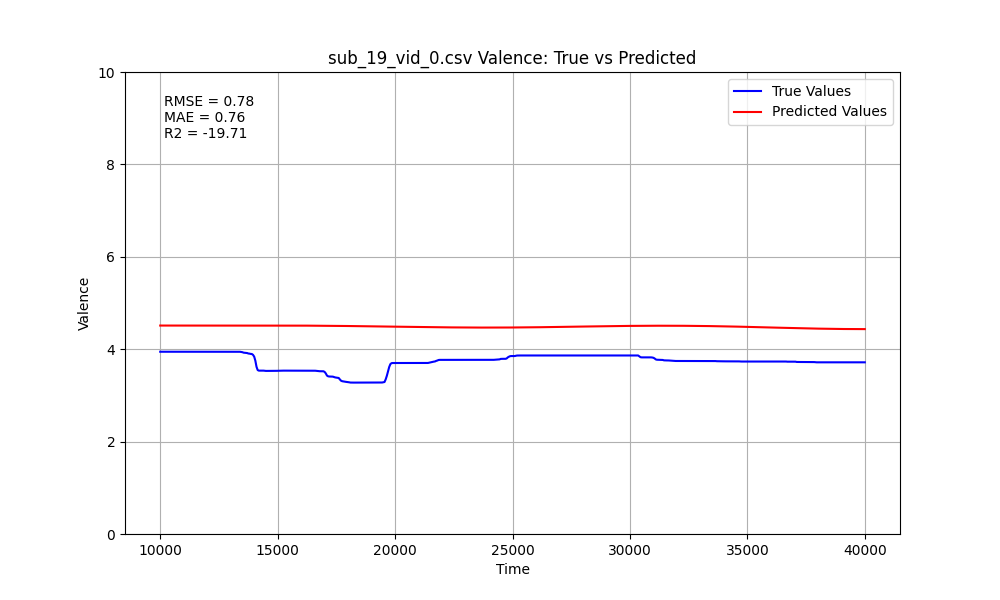 sub_19_vid_0.csv Valence: True vs Predicted
RMSE = 0.78
MAE = 0.76
R2 = -19.71
True Values
Predicted Values
Valence
10
8
6
4
2
0
10000 15000 20000 25000 30000 35000 40000
Time